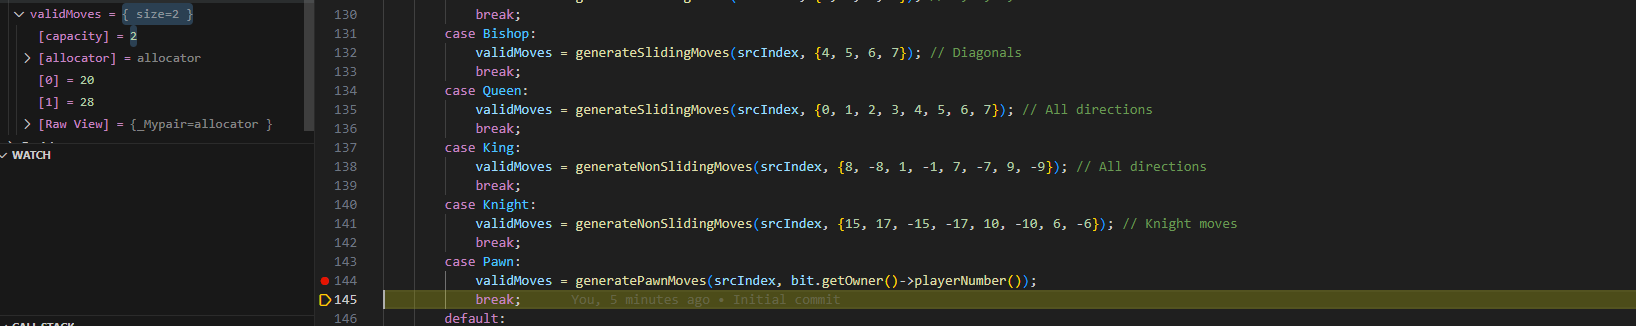 validMoves = { size=2 }
[capacity] = 2
[allocator] = allocator
[0] = 20
[1] = 28
[Raw View] = {_Mypair=allocator }
WATCH
130 break;
131 case Bishop:
132 validMoves = generateSlidingMoves(srcIndex, {4, 5, 6, 7}); // Diagonals
133 break;
134 case Queen:
135 validMoves = generateSlidingMoves(srcIndex, {0, 1, 2, 3, 4, 5, 6, 7}); // All directions
136 break;
137 case King:
138 validMoves = generateNonSlidingMoves(srcIndex, {8, -8, 1, -1, 7, -7, 9, -9}); // All directions
139 break;
140 case Knight:
141 validMoves = generateNonSlidingMoves(srcIndex, {15, 17, -15, -17, 10, -10, 6, -6}); // Knight moves
142 break;
143 case Pawn:
144 validMoves = generatePawnMoves(srcIndex, bit.getOwner()->playerNumber());
145 break; You, 5 minutes ago • Initial commit
146 default:
CALL STACK